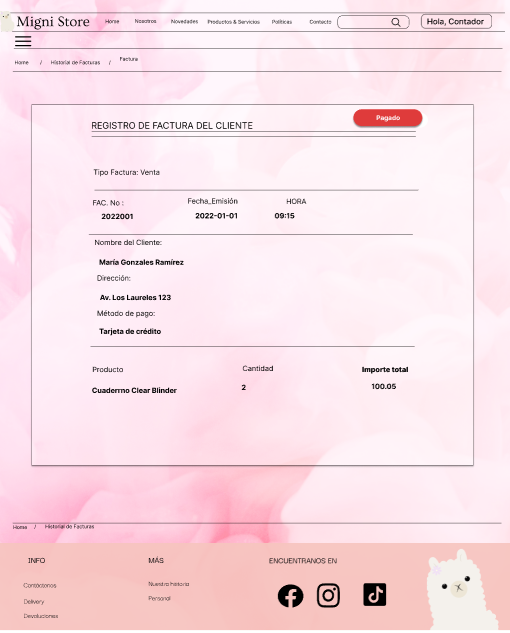 Migni Store Home Nosotros Novedades Productos & Servicios Políticas Contacto Hola, Contador
Home / Historial de Facturas / Factura
Pagado
REGISTRO DE FACTURA DEL CLIENTE
Tipo Factura: Venta
FAC. No : Fecha_Emisión HORA
2022001 2022-01-01 09:15
Nombre del Cliente:
María Gonzales Ramírez
Dirección:
Av. Los Laureles 123
Método de pago:
Tarjeta de crédito
Producto Cantidad Importe total
Cuaderrno Clear Blinder 2 100.05
Home / Historial de Facturas
INFO MÁS ENCUENTRANOS EN
Contáctanos Nuestra historia
Delivery Personal
Devoluciones